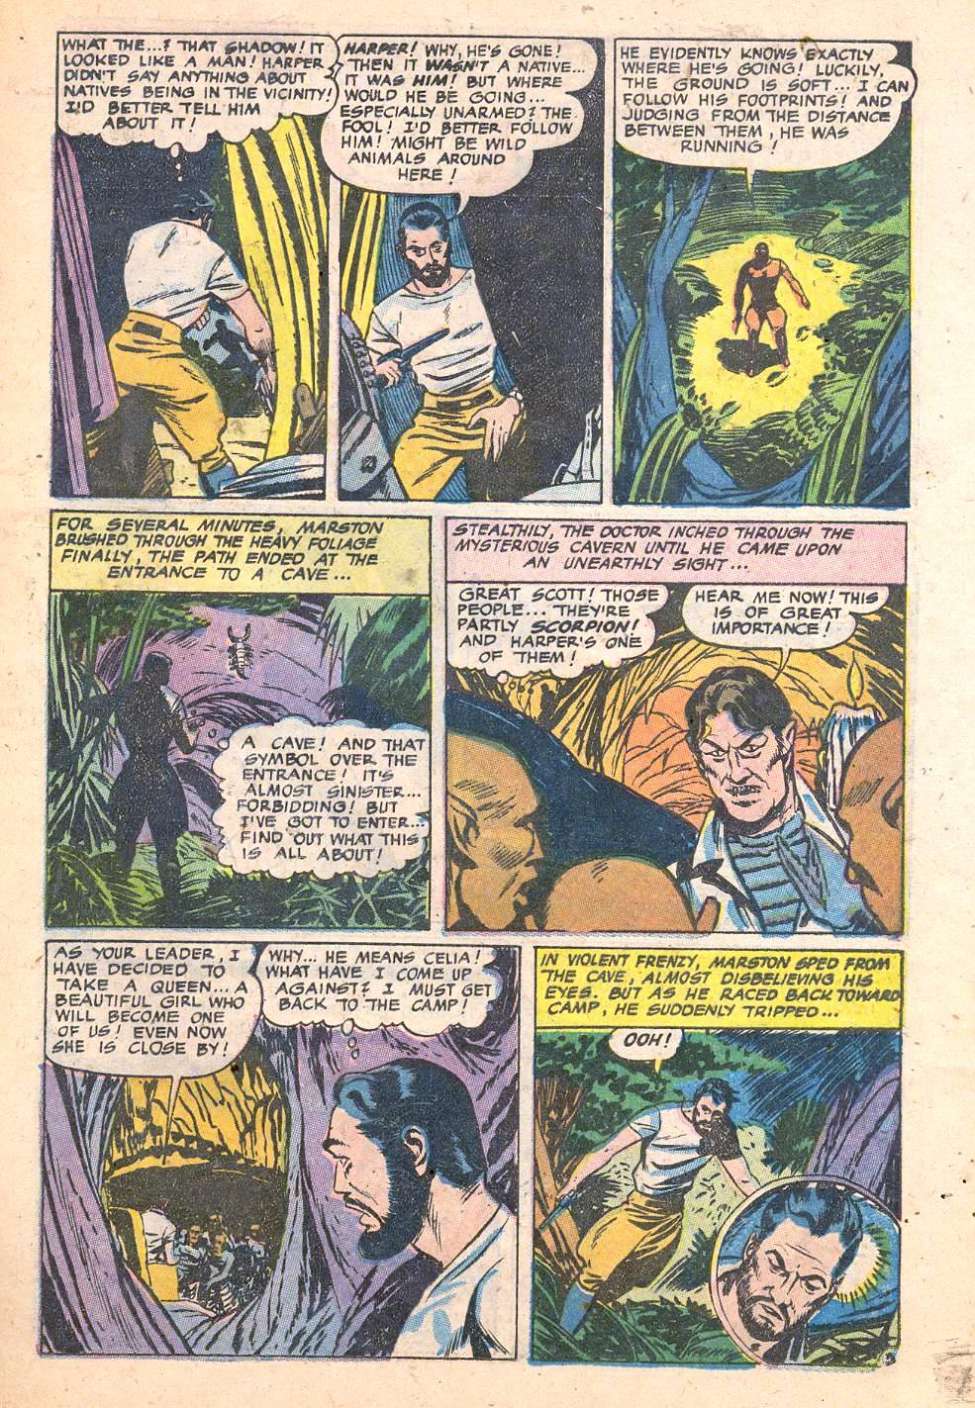 WHAT THE...? THAT SHADOW! IT
LOOKED LIKE A MAN! HARPER
DIDN'T SAY ANYTHING ABOUT
NATIVES BEING IN THE VICINITY!
I'D BETTER TELL HIM
ABOUT IT!
HARPER! WHY, HE'S GONE!
THEN IT WASN'T A NATIVE...
IT WAS HIM! BUT WHERE
WOULD HE BE GOING...
ESPECIALLY UNARMED? THE
FOOL! I'D BETTER FOLLOW
HIM! MIGHT BE WILD
ANIMALS AROUND
HERE!
HE EVIDENTLY KNOWS EXACTLY
WHERE HE'S GOING! LUCKILY,
THE GROUND IS SOFT... I CAN
FOLLOW HIS FOOTPRINTS! AND
JUDGING FROM THE DISTANCE
BETWEEN THEM, HE WAS
RUNNING!
FOR SEVERAL MINUTES, MARSTON
BRUSHED THROUGH THE HEAVY FOLIAGE
FINALLY, THE PATH ENDED AT THE
ENTRANCE TO A CAVE...
A CAVE! AND THAT
SYMBOL OVER THE
ENTRANCE! IT'S
ALMOST SINISTER...
FORBIDDING! BUT
I'VE GOT TO ENTER...
FIND OUT WHAT THIS
IS ALL ABOUT!
STEALTHILY, THE DOCTOR INCHED THROUGH THE
MYSTERIOUS CAVERN UNTIL HE CAME UPON
AN UNEARTHLY SIGHT...
GREAT SCOTT! THOSE
PEOPLE... THEY'RE
PARTLY SCORPION!
AND HARPER'S ONE
OF THEM!
HEAR ME NOW! THIS
IS OF GREAT
IMPORTANCE!
AS YOUR LEADER, I
HAVE DECIDED TO
TAKE A QUEEN... A
BEAUTIFUL GIRL WHO
WILL BECOME ONE
OF US! EVEN NOW
SHE IS CLOSE BY!
WHY... HE MEANS CELIA!
WHAT HAVE I COME UP
AGAINST? I MUST GET
BACK TO THE CAMP!
IN VIOLENT FRENZY, MARSTON SPED FROM
THE CAVE, ALMOST DISBELIEVING HIS
EYES. BUT AS HE RACED BACK TOWARD
CAMP, HE SUDDENLY TRIPPED...
OOH!